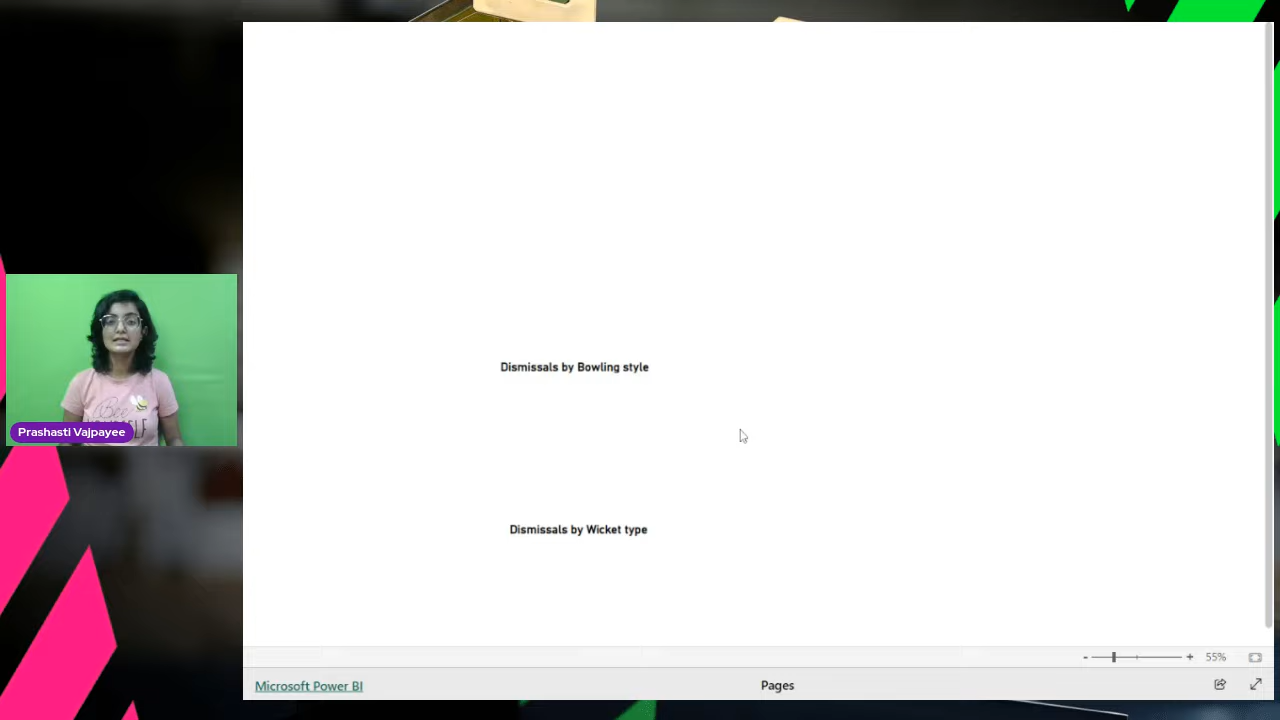 Dismissals by Bowling style
Prashasti Vajpayee
Dismissals by Wicket type
- + 55%
Microsoft Power BI
Pages